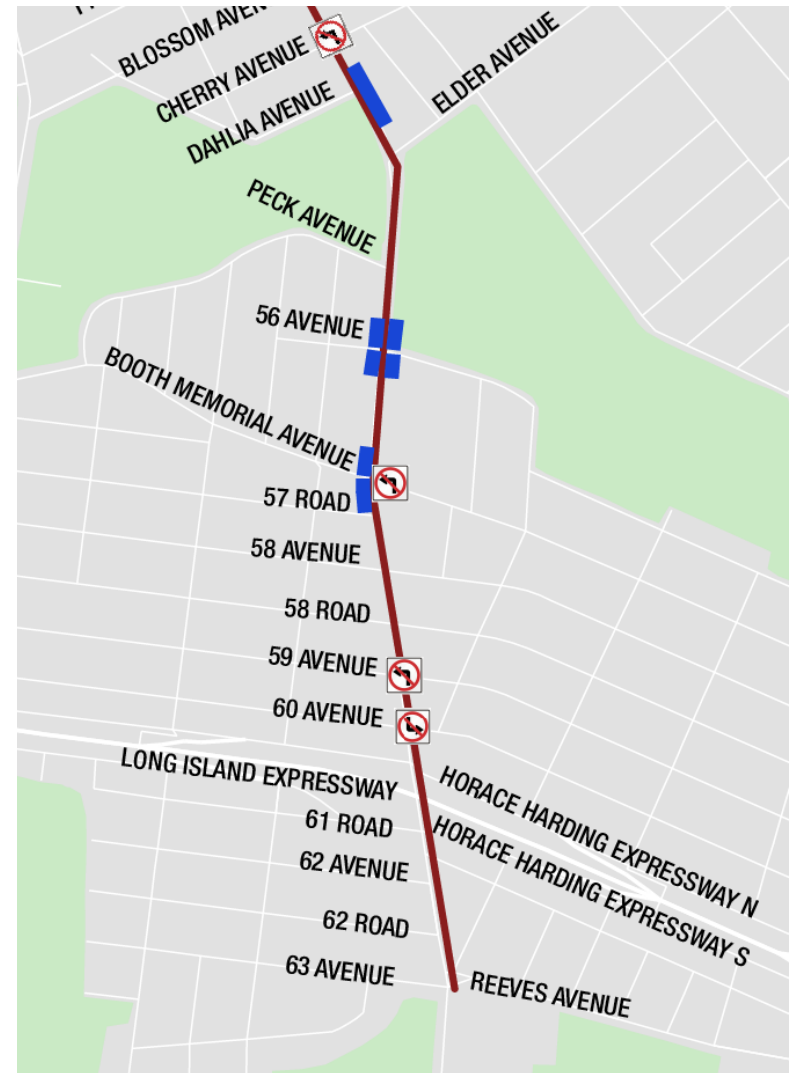 BLOSSOM
CHERRY AVENUE
DAHLIA AVENUE
ELDER AVENUE
PECK AVENUE
56 AVENUE
BOOTH MEMORIAL AVENUE
57 ROAD
58 AVENUE
58 ROAD
59 AVENUE
60 AVENUE
LONG ISLAND EXPRESSWAY
HORACE HARDING EXPRESSWAY N
61 ROAD
HORACE HARDING EXPRESSWAY S
62 AVENUE
62 ROAD
63 AVENUE
REEVES AVENUE